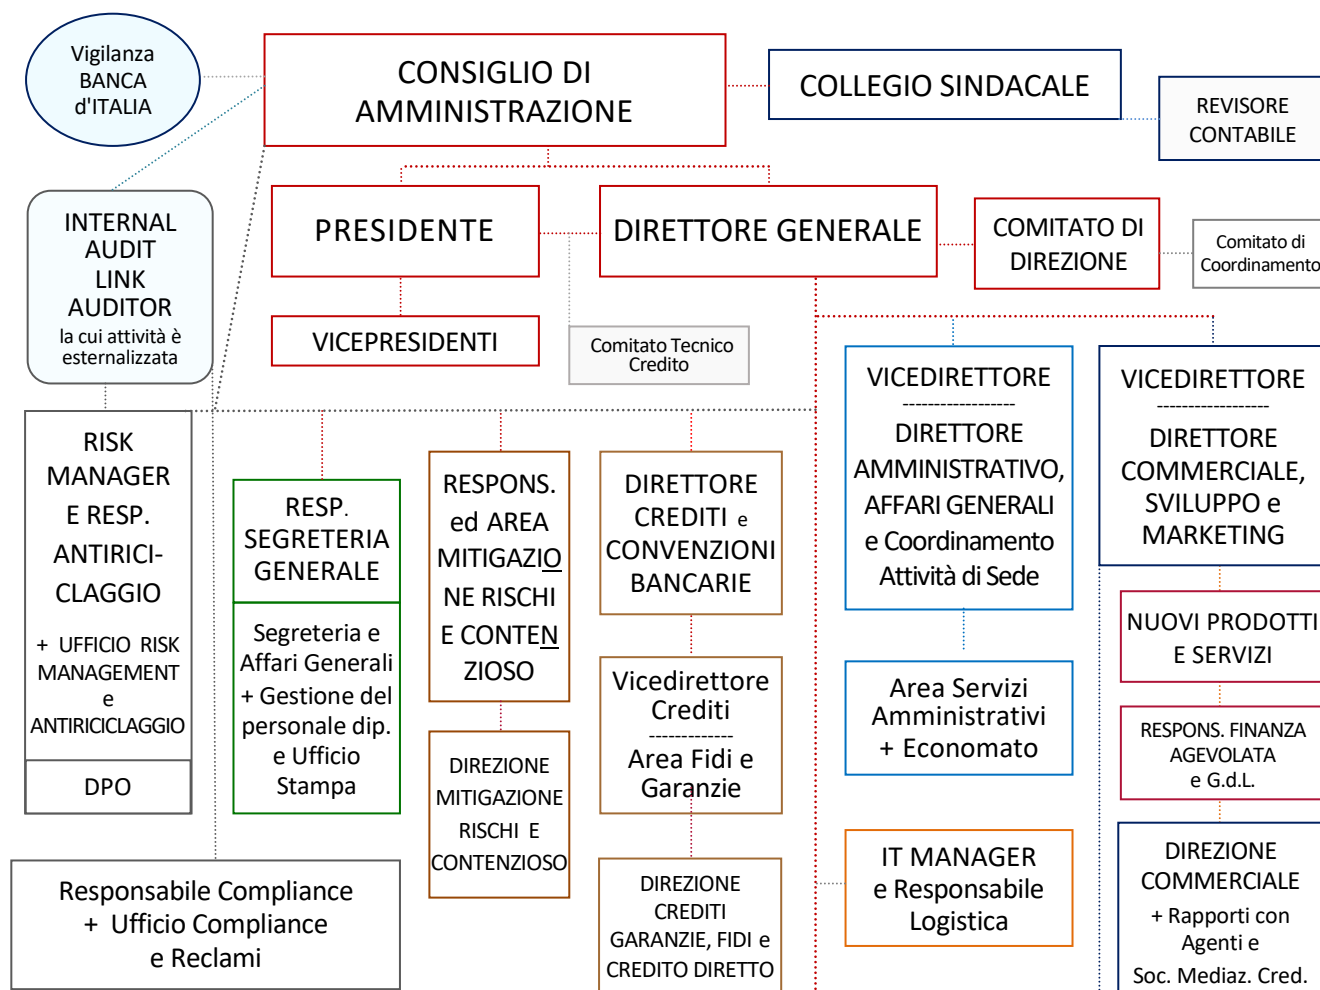 Vigilanza
BANCA
d'ITALIA
CONSIGLIO DI
AMMINISTRAZIONE
COLLEGIO SINDACALE
REVISORE
CONTABILE
INTERNAL
AUDIT
LINK
AUDITOR
la cui attività è
esternalizzata
PRESIDENTE
DIRETTORE GENERALE
COMITATO DI
DIREZIONE
Comitato di
Coordinamento
VICEPRESIDENTI
Comitato Tecnico
Credito
VICEDIRETTORE
------------------
DIRETTORE
AMMINISTRATIVO,
AFFARI GENERALI
e Coordinamento
Attività di Sede
VICEDIRETTORE
------------------
DIRETTORE
COMMERCIALE,
SVILUPPO e
MARKETING
RISK
MANAGER
E RESP.
ANTIRICI-
CLAGGIO
+ UFFICIO RISK
MANAGEMENT
e
ANTIRICICLAGGIO
DPO
RESP.
SEGRETERIA
GENERALE
Segreteria e
Affari Generali
+ Gestione del
personale dip.
e Ufficio
Stampa
RESPONS.
ed AREA
MITIGAZIO
NE RISCHI
E CONTEN
ZIOSO
DIREZIONE
MITIGAZIONE
RISCHI E
CONTENZIOSO
DIRETTORE
CREDITI e
CONVENZIONI
BANCARIE
Vicedirettore
Crediti
-------------
Area Fidi e
Garanzie
DIREZIONE
CREDITI
GARANZIE, FIDI e
CREDITO DIRETTO
Area Servizi
Amministrativi
+ Economato
IT MANAGER
e Responsabile
Logistica
NUOVI PRODOTTI
E SERVIZI
RESPONS. FINANZA
AGEVOLATA
e G.d.L.
DIREZIONE
COMMERCIALE
+ Rapporti con
Agenti e
Soc. Mediaz. Cred.
Responsabile Compliance
+ Ufficio Compliance
e Reclami